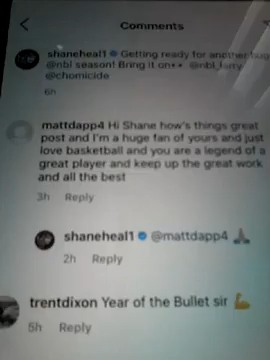 Comments
shaneheal1 Getting ready for another
@nbl season! Bring it on
@chomicide
6h
mattdapp4 Hi Shane how's things great
post and I'm a huge fan of yours and just
love basketball and you are a legend of a
great player and keep up the great work
and all the best
3h Reply
shaneheal1 @mattdapp4 🙏
2h Reply
trentdixon Year of the Bullet sir 💪
5h Reply